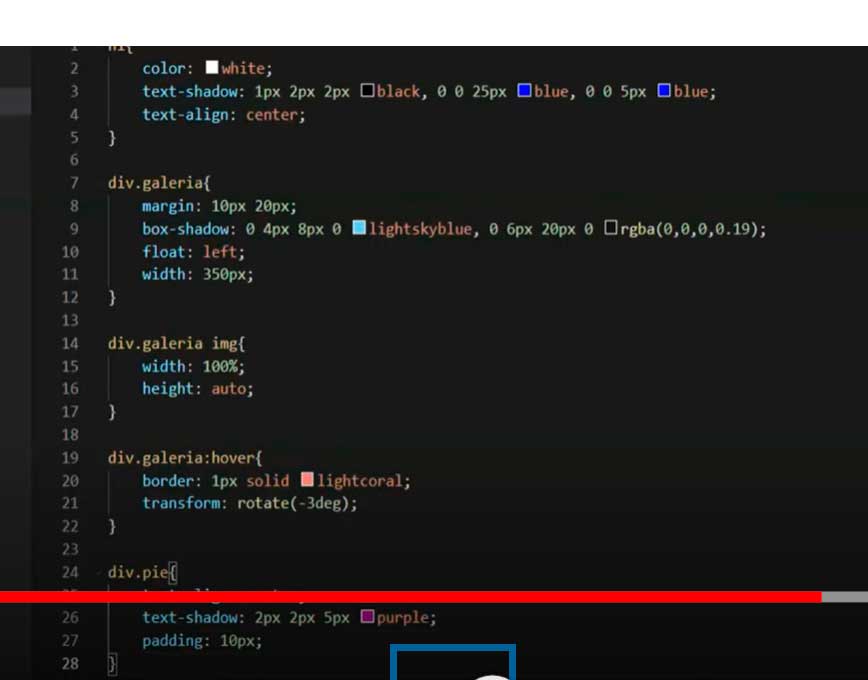 1 h1{
2 color: white;
3 text-shadow: 1px 2px 2px black, 0 0 25px blue, 0 0 5px blue;
4 text-align: center;
5 }
6
7 div.galeria{
8 margin: 10px 20px;
9 box-shadow: 0 4px 8px 0 lightskyblue, 0 6px 20px 0 rgba(0,0,0,0.19);
10 float: left;
11 width: 350px;
12 }
13
14 div.galeria img{
15 width: 100%;
16 height: auto;
17 }
18
19 div.galeria:hover{
20 border: 1px solid lightcoral;
21 transform: rotate(-3deg);
22 }
23
24 div.pie{
26 text-shadow: 2px 2px 5px purple;
27 padding: 10px;
28 }